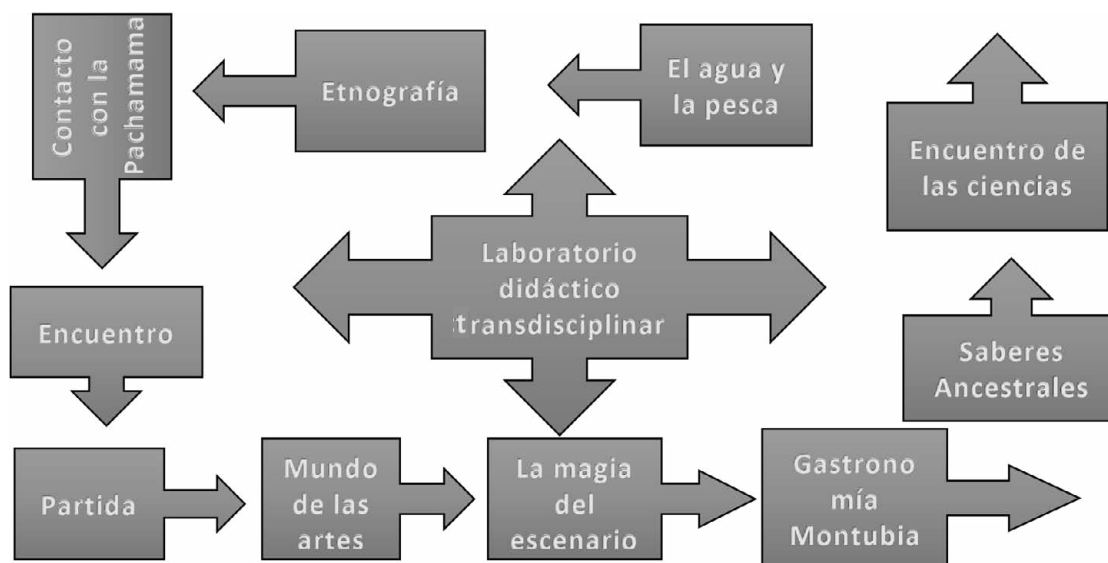 Contacto
con la
Pachamama
Etnografía
El agua y
la pesca
Encuentro de
las ciencias
Laboratorio
didáctico
transdisciplinar
Encuentro
Saberes
Ancestrales
Partida
Mundo
de las
artes
La magia
del
escenario
Gastrono
mía
Montubia